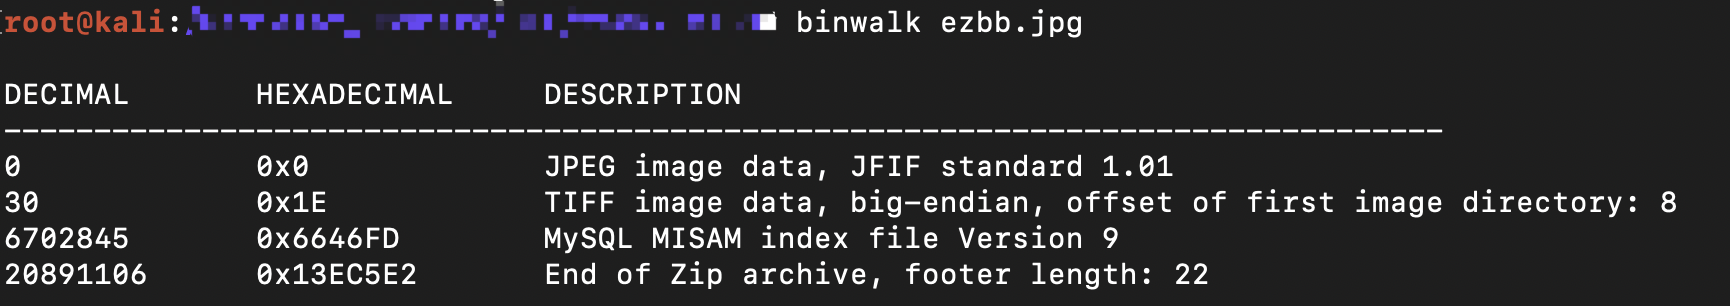 root@kali: binwalk ezbb.jpg
DECIMAL HEXADECIMAL DESCRIPTION
--------------------------------------------------------------------------------
0 0x0 JPEG image data, JFIF standard 1.01
30 0x1E TIFF image data, big-endian, offset of first image directory: 8
6702845 0x6646FD MySQL MISAM index file Version 9
20891106 0x13EC5E2 End of Zip archive, footer length: 22